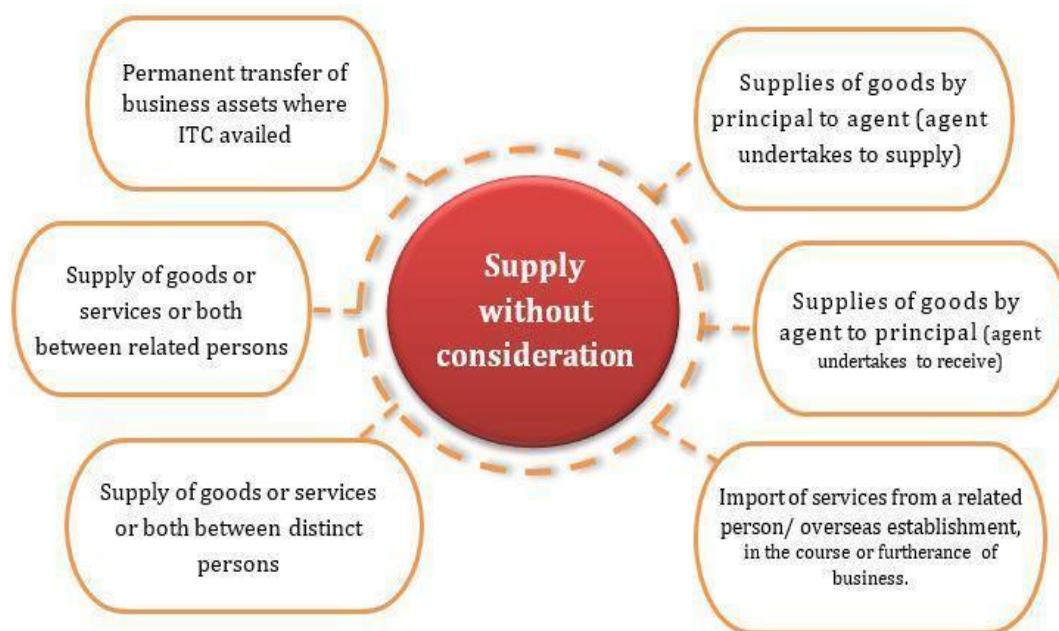 Permanent transfer of
business assets where
ITC availed
Supply of goods or
services or both
between related persons
Supply of goods or services
or both between distinct
persons
Supply
without
consideration
Supplies of goods by
principal to agent (agent
undertakes to supply)
Supplies of goods by
agent to principal (agent
undertakes to receive)
Import of services from a related
person/ overseas establishment,
in the course or furtherance of
business.